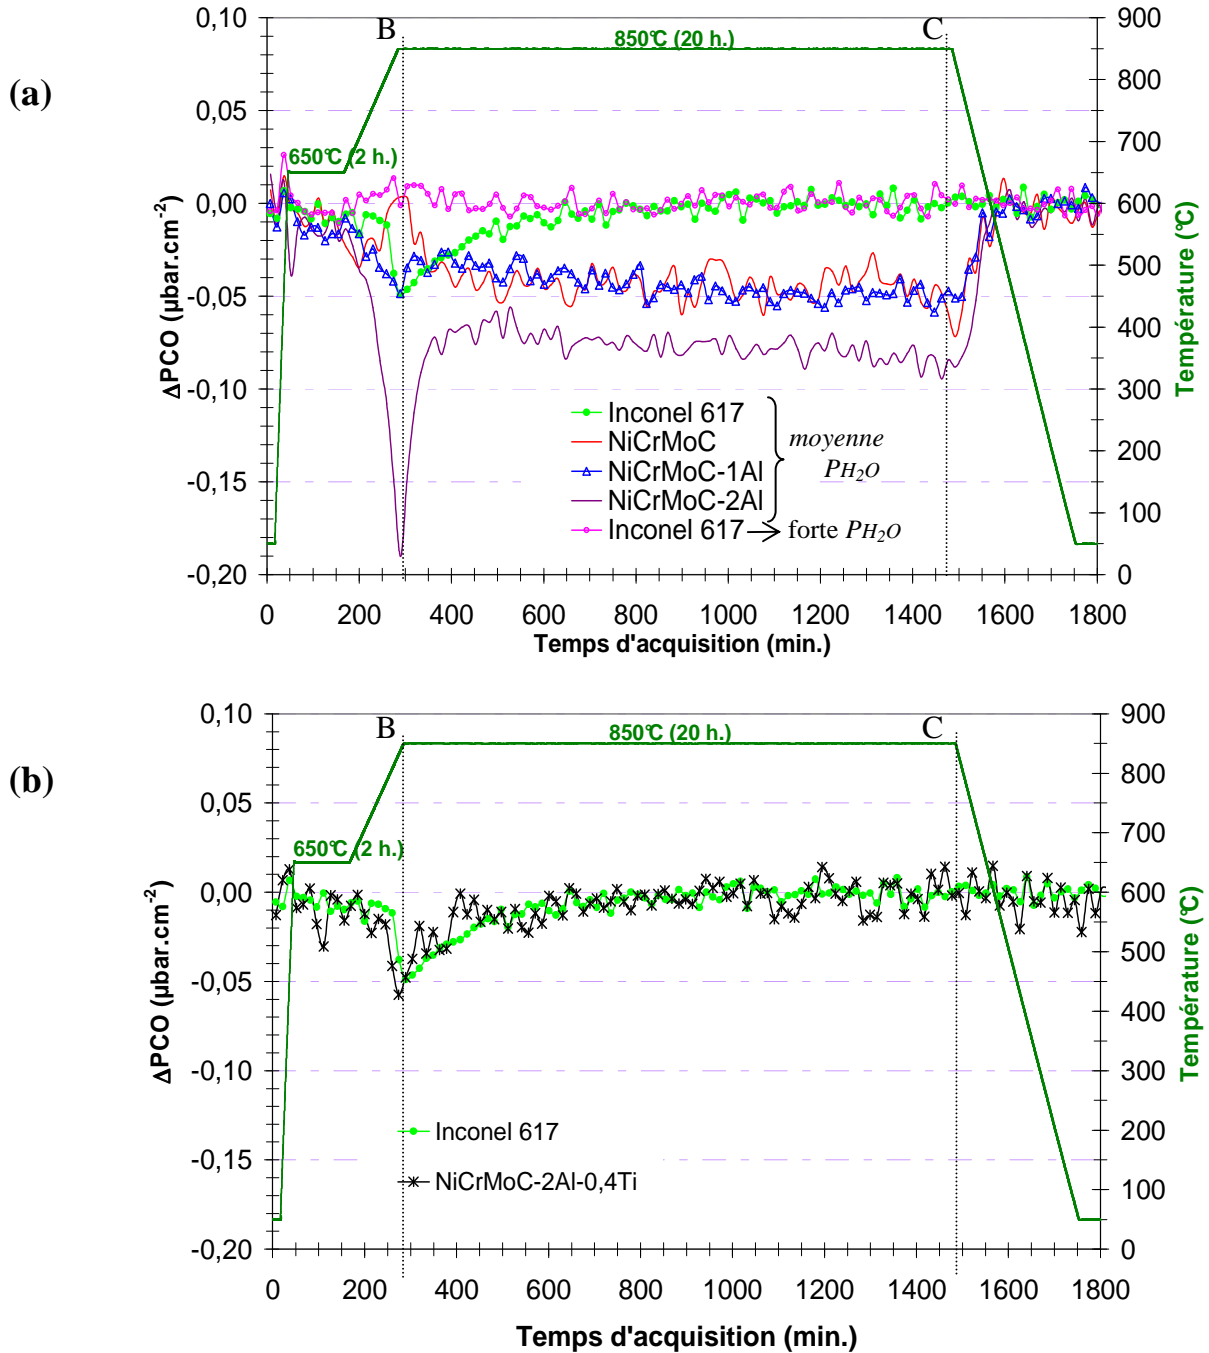 (a)
B
C
0,10
0,05
0,00
-0,05
-0,10
-0,15
-0,20
ΔPCO (µbar.cm-2)
850°C (20 h.)
650°C (2 h.)
900
800
700
600
500
400
300
200
100
0
Température (°C)
Inconel 617
NiCrMoC
NiCrMoC-1Al
NiCrMoC-2Al
moyenne
PH2O
Inconel 617 → forte PH2O
0 200 400 600 800 1000 1200 1400 1600 1800
Temps d'acquisition (min.)
(b)
B
C
0,10
0,05
0,00
-0,05
-0,10
-0,15
-0,20
ΔPCO (µbar.cm-2)
850°C (20 h.)
650°C (2 h.)
900
800
700
600
500
400
300
200
100
0
Température (°C)
Inconel 617
NiCrMoC-2Al-0,4Ti
0 200 400 600 800 1000 1200 1400 1600 1800
Temps d'acquisition (min.)